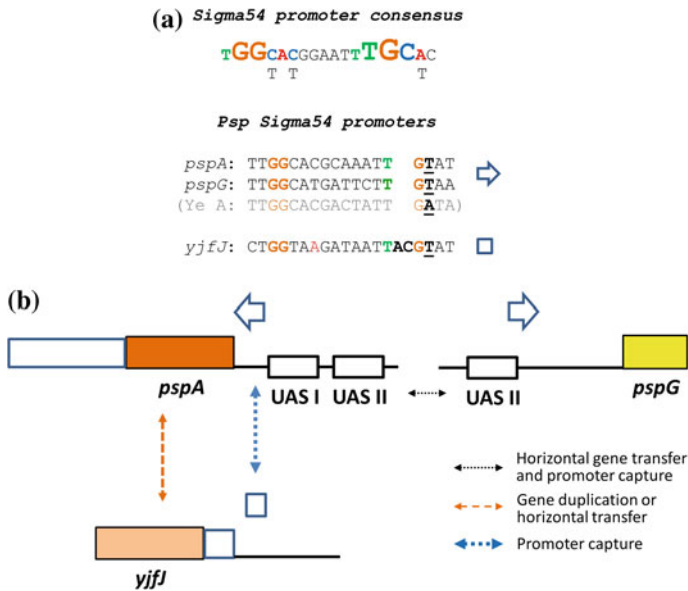 (a) Sigma54 promoter consensus
TGGCACGGAATTTGCAC
T T T
Psp Sigma54 promoters
pspA: TTGGCACGCAAATT GTAT
pspG: TTGGCATGATTCTT GTAA
(Ye A: TTGGCACGACTATT GATA)
yjfJ: CTGGTAAGATAATTACGTAT
(b)
pspA
UAS I
UAS II
UAS II
pspG
Horizontal gene transfer
and promoter capture
Gene duplication or
horizontal transfer
Promoter capture
yjfJ